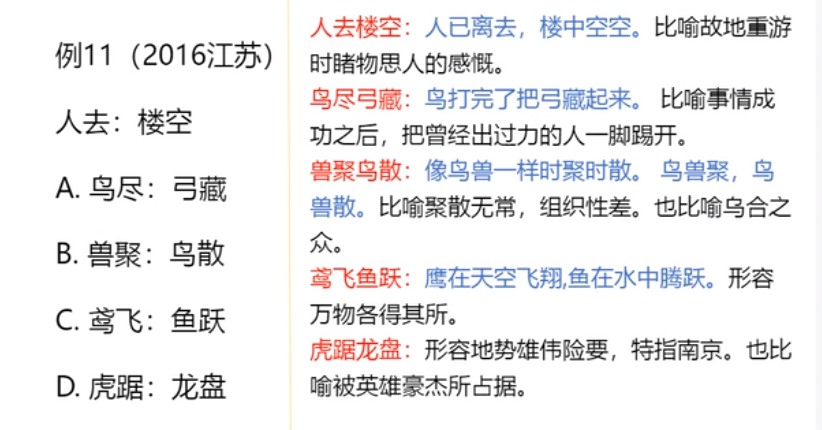 例11（2016江苏）
人去：楼空
A. 鸟尽：弓藏
B. 兽聚：鸟散
C. 鸢飞：鱼跃
D. 虎踞：龙盘
人去楼空：人已离去，楼中空空。比喻故地重游
时睹物思人的感慨。
鸟尽弓藏：鸟打完了把弓藏起来。 比喻事情成
功之后，把曾经出过力的人一脚踢开。
兽聚鸟散：像鸟兽一样时聚时散。 鸟兽聚，鸟
兽散。比喻聚散无常，组织性差。也比喻乌合之
众。
鸢飞鱼跃：鹰在天空飞翔,鱼在水中腾跃。形容
万物各得其所。
虎踞龙盘：形容地势雄伟险要，特指南京。也比
喻被英雄豪杰所占据。